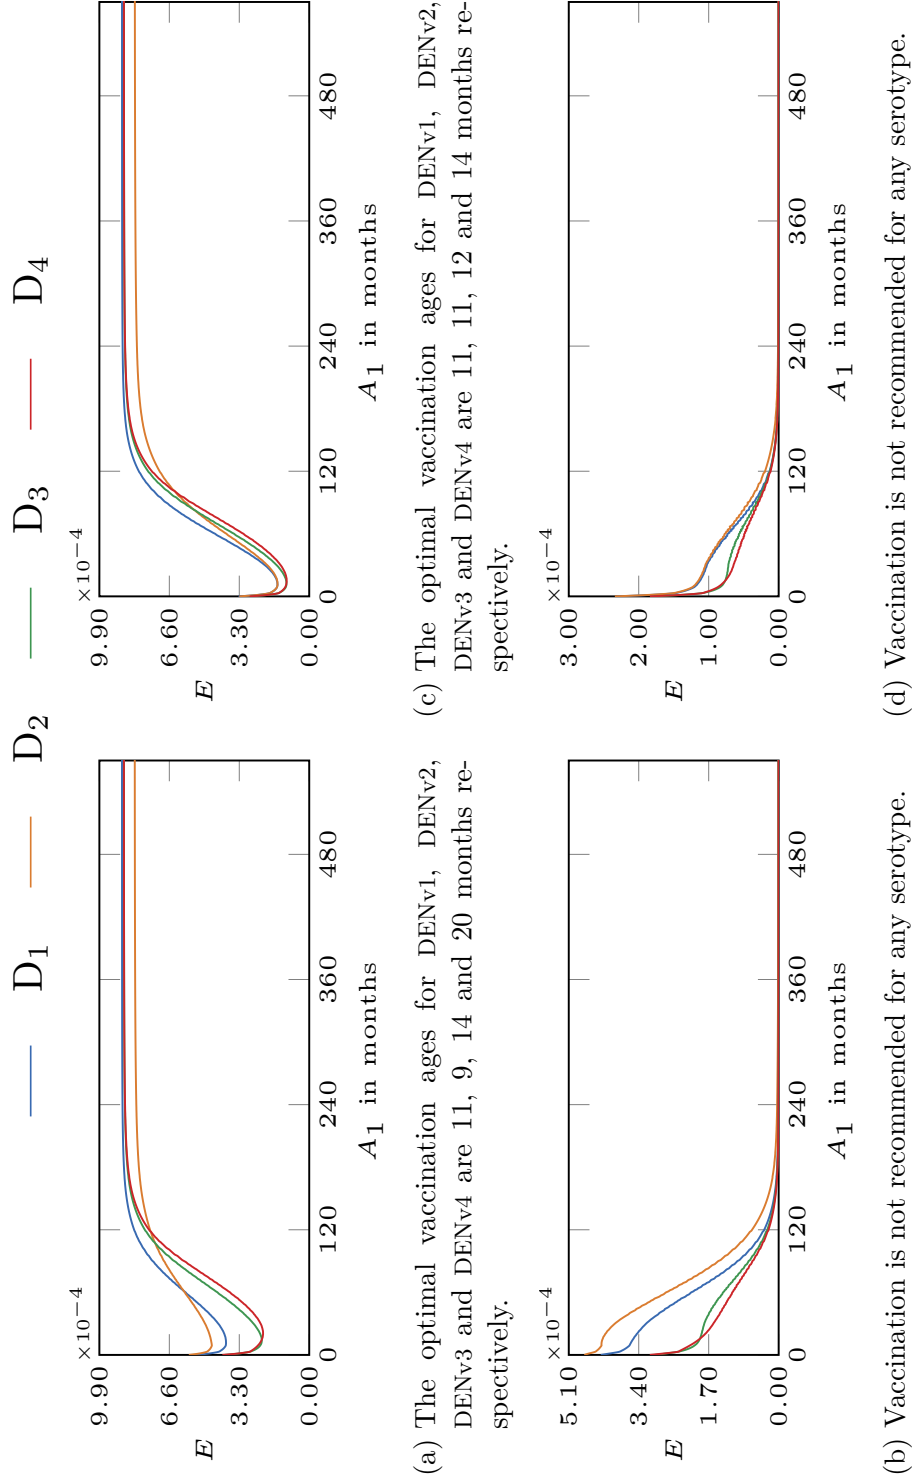 D1 D2 D3 D4
×10−4
9.90
6.60
3.30
0.00
E
0 120 240 360 480
A1 in months
(a) The optimal vaccination ages for DENv1, DENv2,
DENv3 and DENv4 are 11, 9, 14 and 20 months re-
spectively.
×10−4
9.90
6.60
3.30
0.00
E
0 120 240 360 480
A1 in months
(c) The optimal vaccination ages for DENv1, DENv2,
DENv3 and DENv4 are 11, 11, 12 and 14 months re-
spectively.
×10−4
5.10
3.40
1.70
0.00
E
0 120 240 360 480
A1 in months
(b) Vaccination is not recommended for any serotype.
×10−4
3.00
2.00
1.00
0.00
E
0 120 240 360 480
A1 in months
(d) Vaccination is not recommended for any serotype.